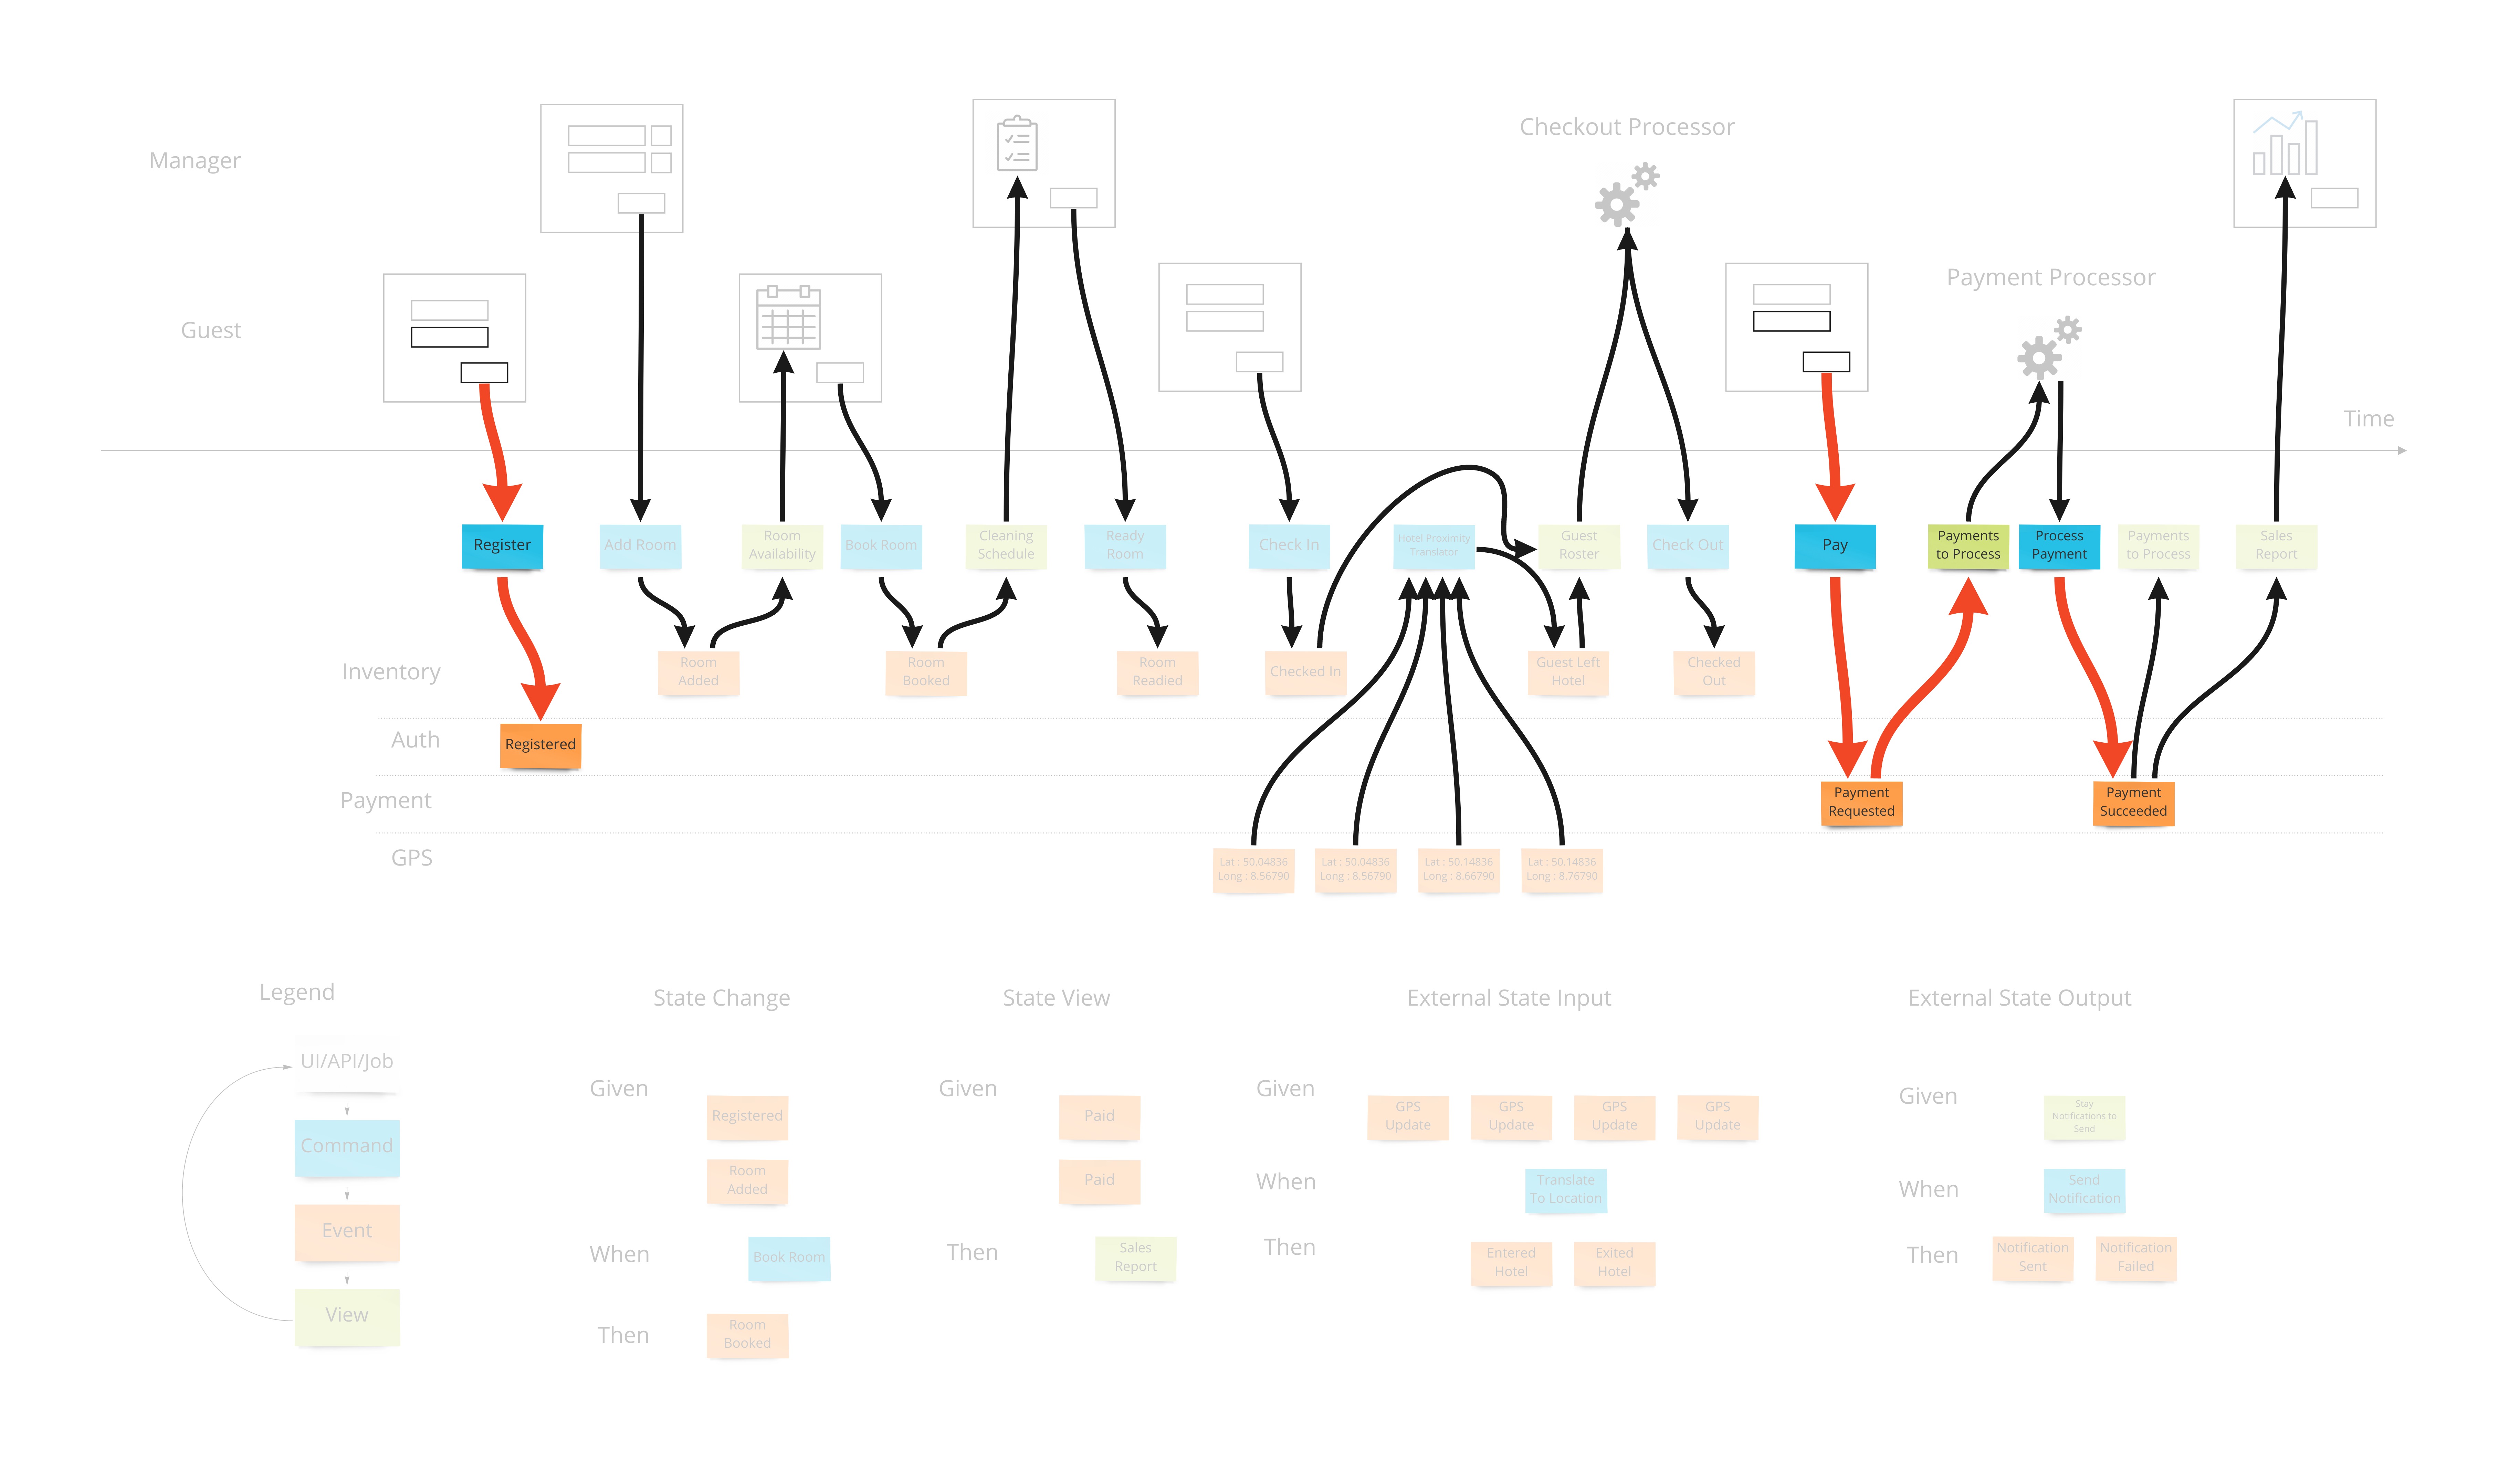 Manager
Checkout Processor
Guest
Payment Processor
Time
Register
Add Room
Room
Availability
Book Room
Cleaning
Schedule
Ready
Room
Check In
Hotel Proximity
Translator
Guest
Roster
Check Out
Pay
Payments
to Process
Process
Payment
Payments
to Process
Sales
Report
Inventory
Room
Added
Room
Booked
Room
Readied
Checked In
Guest Left
Hotel
Checked
Out
Auth
Registered
Payment
Payment
Requested
Payment
Succeeded
GPS
Lat : 50.04836
Long : 8.56790
Lat : 50.04836
Long : 8.56790
Lat : 50.14836
Long : 8.66790
Lat : 50.14836
Long : 8.76790
Legend
UI/API/Job
Command
Event
View
State Change
Given
Registered
Room
Added
When
Book Room
Then
Room
Booked
State View
Given
Paid
Paid
Then
Sales
Report
External State Input
Given
GPS
Update
GPS
Update
GPS
Update
GPS
Update
When
Translate
To Location
Then
Entered
Hotel
Exited
Hotel
External State Output
Given
Stay
Notifications to
Send
When
Send
Notification
Then
Notification
Sent
Notification
Failed